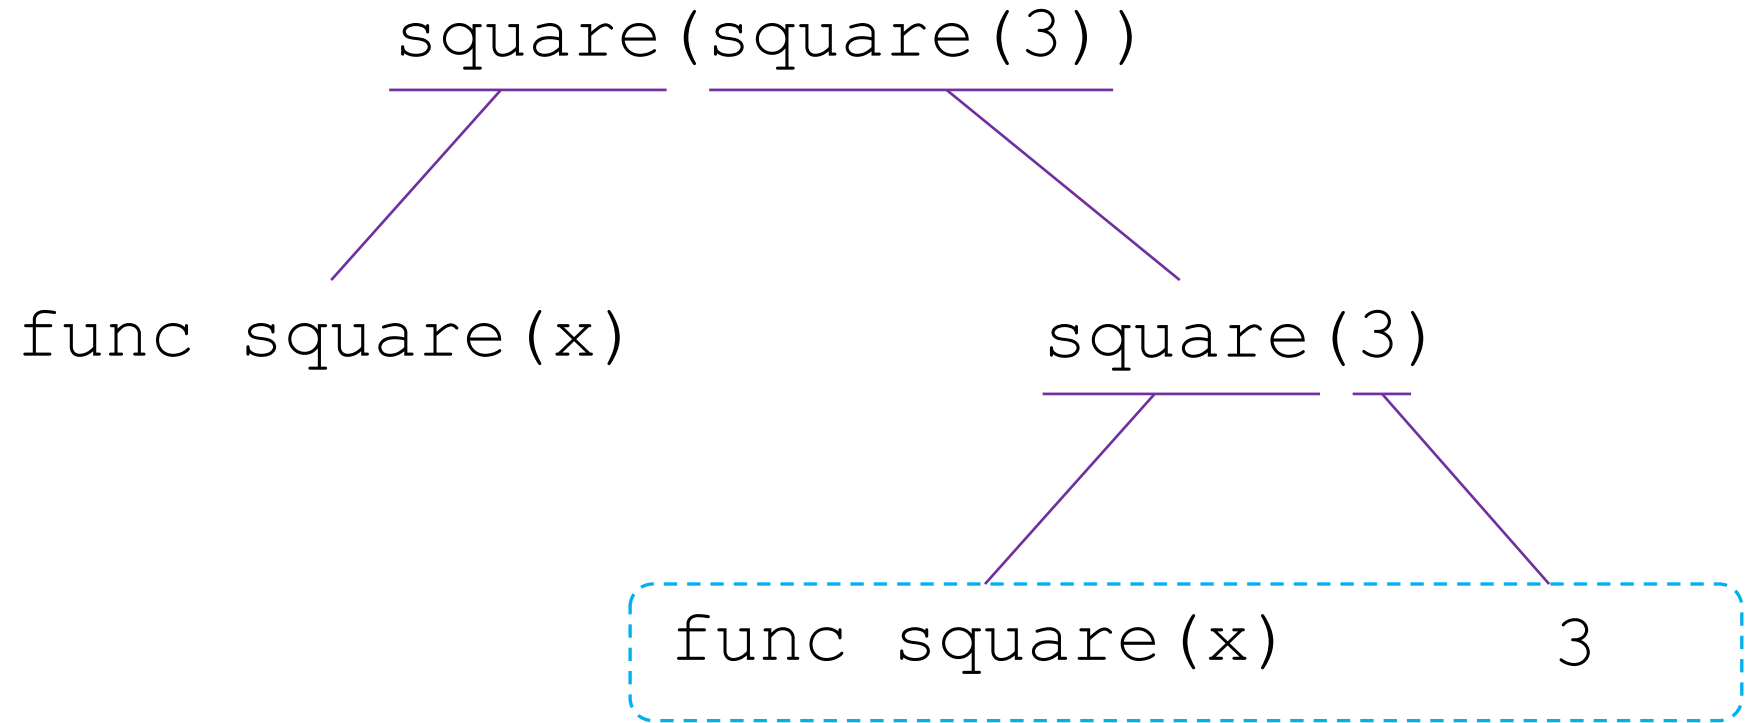 square(square(3))
func square(x) square(3)
func square(x) 3